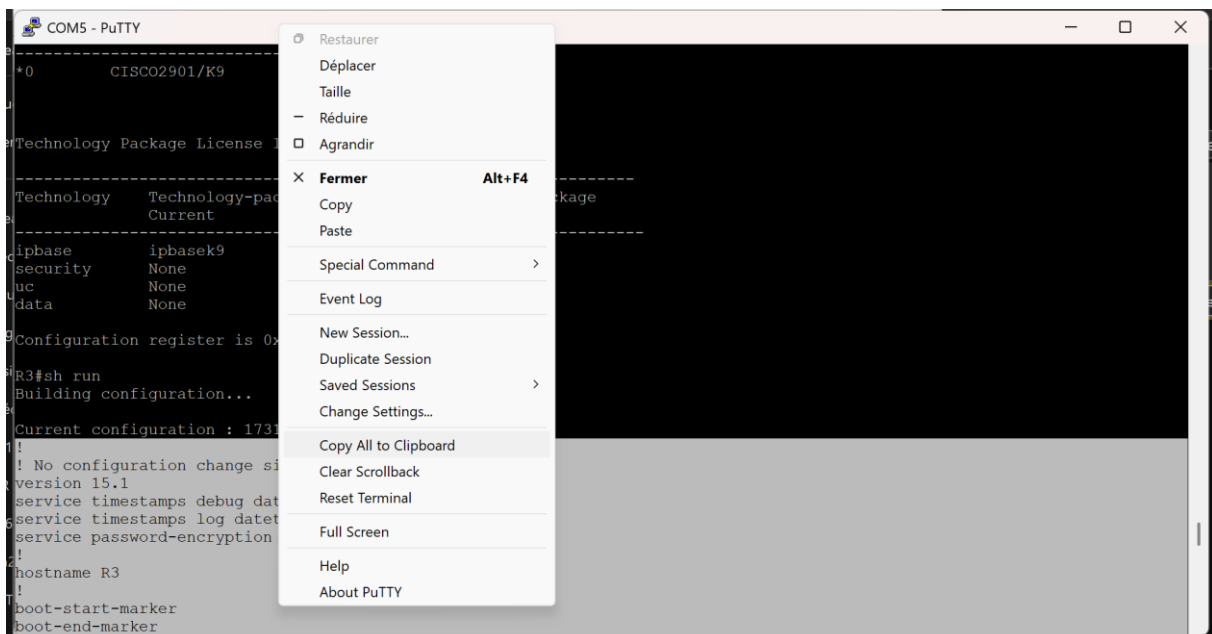 COM5 - PuTTY
*0 CISCO2901/K9
Technology Package License
Technology Technology-pac kage
Current
ipbase ipbasek9
security None
uc None
data None
Configuration register is 0x
R3#sh run
Building configuration...
Current configuration : 1731
!
! No configuration change si
version 15.1
service timestamps debug dat
service timestamps log datet
service password-encryption
!
hostname R3
!
boot-start-marker
boot-end-marker
Restaurer
Déplacer
Taille
Réduire
Agrandir
Fermer Alt+F4
Copy
Paste
Special Command
Event Log
New Session...
Duplicate Session
Saved Sessions
Change Settings...
Copy All to Clipboard
Clear Scrollback
Reset Terminal
Full Screen
Help
About PuTTY